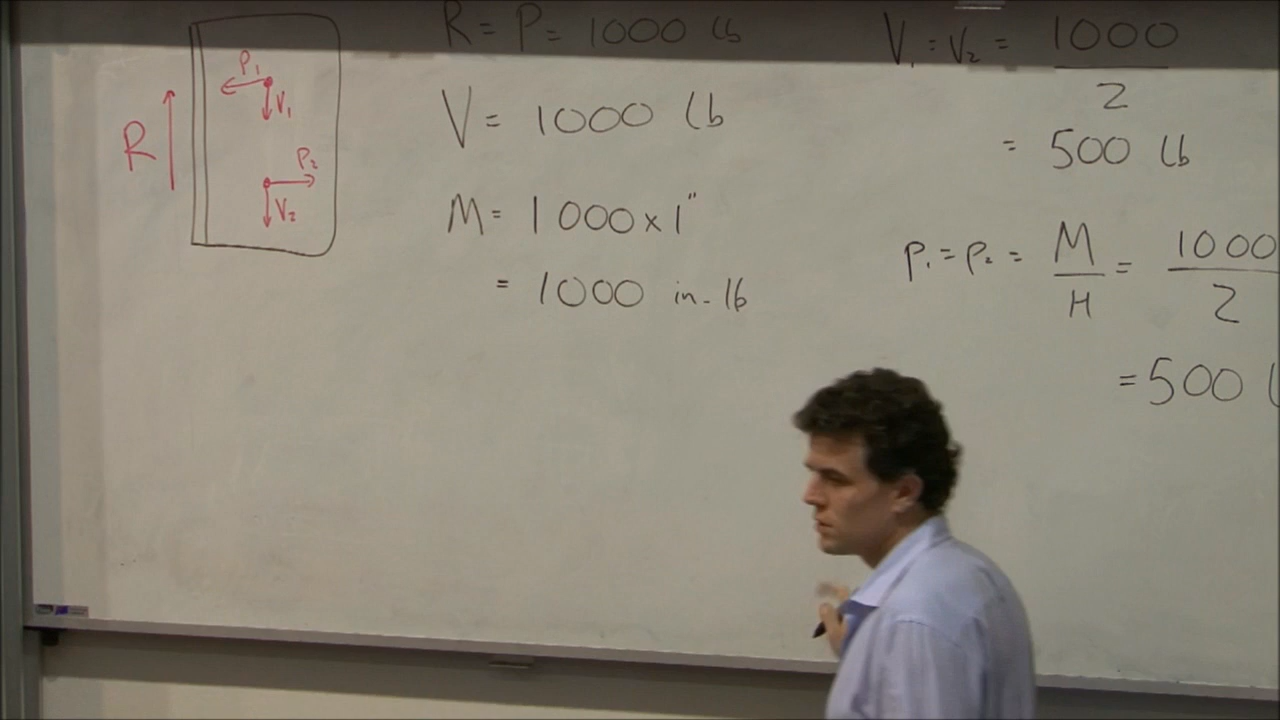 R
P₁
V₁
P₂
V₂
R = P = 1000 lb
V = 1000 lb
M = 1000 x 1"
= 1000 in-lb
V₁ = V₂ = 1000
2
= 500 lb
P₁ = P₂ = M = 1000
H 2
= 500